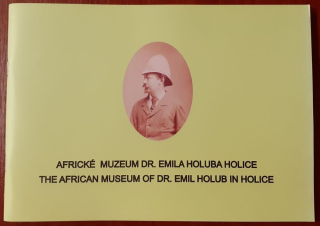 AFRICKÉ MUZEUM DR. EMILA HOLUBA HOLICE
THE AFRICAN MUSEUM OF DR. EMIL HOLUB IN HOLICE